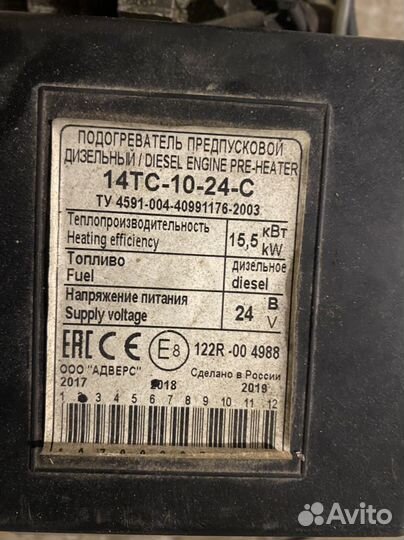 ПОДОГРЕВАТЕЛЬ ПРЕДПУСКОВОЙ
ДИЗЕЛЬНЫЙ / DIESEL ENGINE PRE-HEATER
14ТС-10-24-С
ТУ 4591-004-40991176-2003
Теплопроизводительность
Heating efficiency
15,5 кВт
kW
Топливо
Fuel
дизельное
diesel
Напряжение питания
Supply voltage
24 В
V
EAC CE E8 122R-00 4988
ООО "АДВЕРС" Сделано в России
2017 2018 2019
1 3 4 5 6 7 8 9 10 11 12
Avito